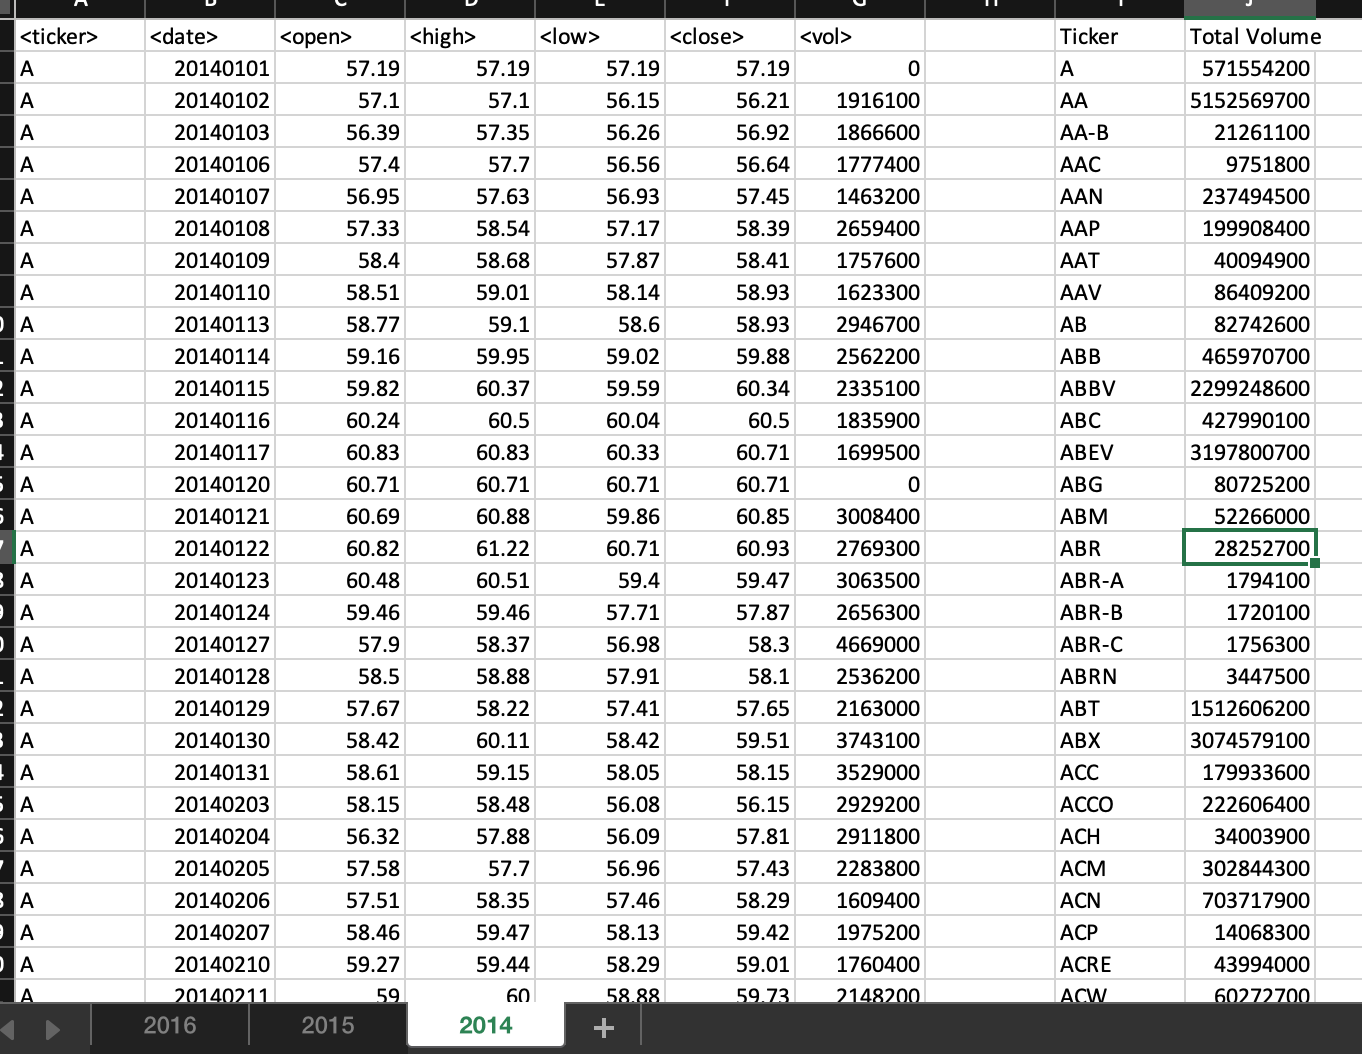 <ticker> <date> <open> <high> <low> <close> <vol> Ticker Total Volume
A 20140101 57.19 57.19 57.19 57.19 0 A 571554200
A 20140102 57.1 57.1 56.15 56.21 1916100 AA 5152569700
A 20140103 56.39 57.35 56.26 56.92 1866600 AA-B 21261100
A 20140106 57.4 57.7 56.56 56.64 1777400 AAC 9751800
A 20140107 56.95 57.63 56.93 57.45 1463200 AAN 237494500
A 20140108 57.33 58.54 57.17 58.39 2659400 AAP 199908400
A 20140109 58.4 58.68 57.87 58.41 1757600 AAT 40094900
A 20140110 58.51 59.01 58.14 58.93 1623300 AAV 86409200
A 20140113 58.77 59.1 58.6 58.93 2946700 AB 82742600
A 20140114 59.16 59.95 59.02 59.88 2562200 ABB 465970700
A 20140115 59.82 60.37 59.59 60.34 2335100 ABBV 2299248600
A 20140116 60.24 60.5 60.04 60.5 1835900 ABC 427990100
A 20140117 60.83 60.83 60.33 60.71 1699500 ABEV 3197800700
A 20140120 60.71 60.71 60.71 60.71 0 ABG 80725200
A 20140121 60.69 60.88 59.86 60.85 3008400 ABM 52266000
A 20140122 60.82 61.22 60.71 60.93 2769300 ABR 28252700
A 20140123 60.48 60.51 59.4 59.47 3063500 ABR-A 1794100
A 20140124 59.46 59.46 57.71 57.87 2656300 ABR-B 1720100
A 20140127 57.9 58.37 56.98 58.3 4669000 ABR-C 1756300
A 20140128 58.5 58.88 57.91 58.1 2536200 ABRN 3447500
A 20140129 57.67 58.22 57.41 57.65 2163000 ABT 1512606200
A 20140130 58.42 60.11 58.42 59.51 3743100 ABX 3074579100
A 20140131 58.61 59.15 58.05 58.15 3529000 ACC 179933600
A 20140203 58.15 58.48 56.08 56.15 2929200 ACCO 222606400
A 20140204 56.32 57.88 56.09 57.81 2911800 ACH 34003900
A 20140205 57.58 57.7 56.96 57.43 2283800 ACM 302844300
A 20140206 57.51 58.35 57.46 58.29 1609400 ACN 703717900
A 20140207 58.46 59.47 58.13 59.42 1975200 ACP 14068300
A 20140210 59.27 59.44 58.29 59.01 1760400 ACRE 43994000
A 20140211 59 60 58.88 59.73 2148200 ACW 60272700
2016 2015 2014 +